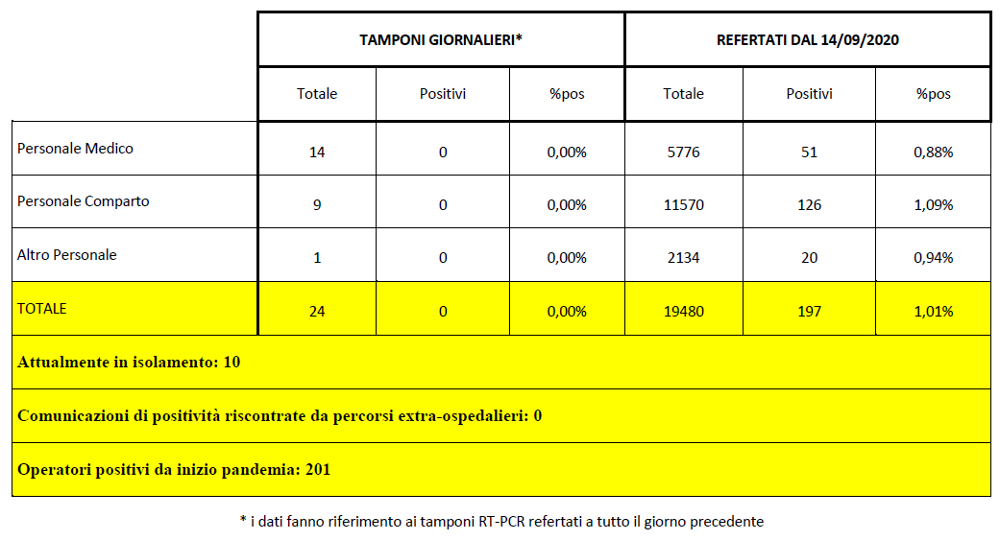 TAMPONI GIORNALIERI* REFERTATI DAL 14/09/2020
Totale Positivi %pos Totale Positivi %pos
Personale Medico 14 0 0,00% 5776 51 0,88%
Personale Comparto 9 0 0,00% 11570 126 1,09%
Altro Personale 1 0 0,00% 2134 20 0,94%
TOTALE 24 0 0,00% 19480 197 1,01%
Attualmente in isolamento: 10
Comunicazioni di positività riscontrate da percorsi extra-ospedalieri: 0
Operatori positivi da inizio pandemia: 201
* i dati fanno riferimento ai tamponi RT-PCR refertati a tutto il giorno precedente